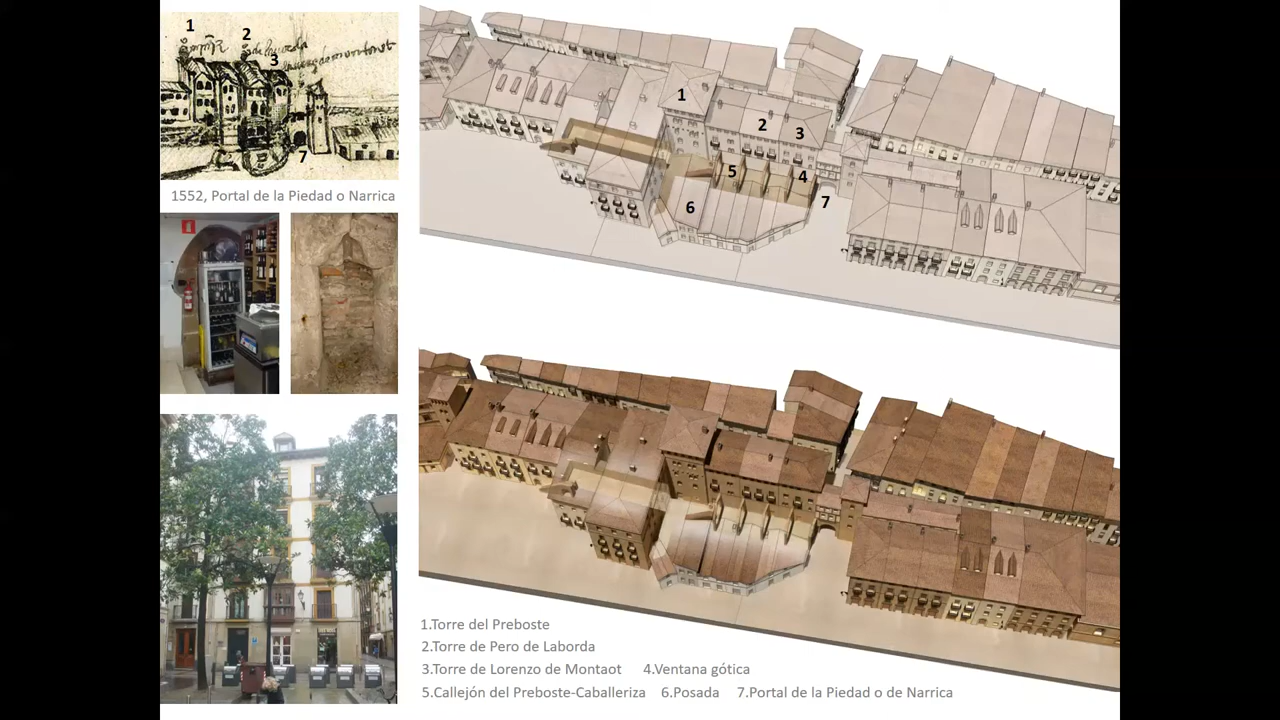 1
2
3
7
1552, Portal de la Piedad o Narrica
1
2
3
5
4
6
7
1.Torre del Preboste
2.Torre de Pero de Laborda
3.Torre de Lorenzo de Montaot 4.Ventana gótica
5.Callejón del Preboste-Caballeriza 6.Posada 7.Portal de la Piedad o de Narrica